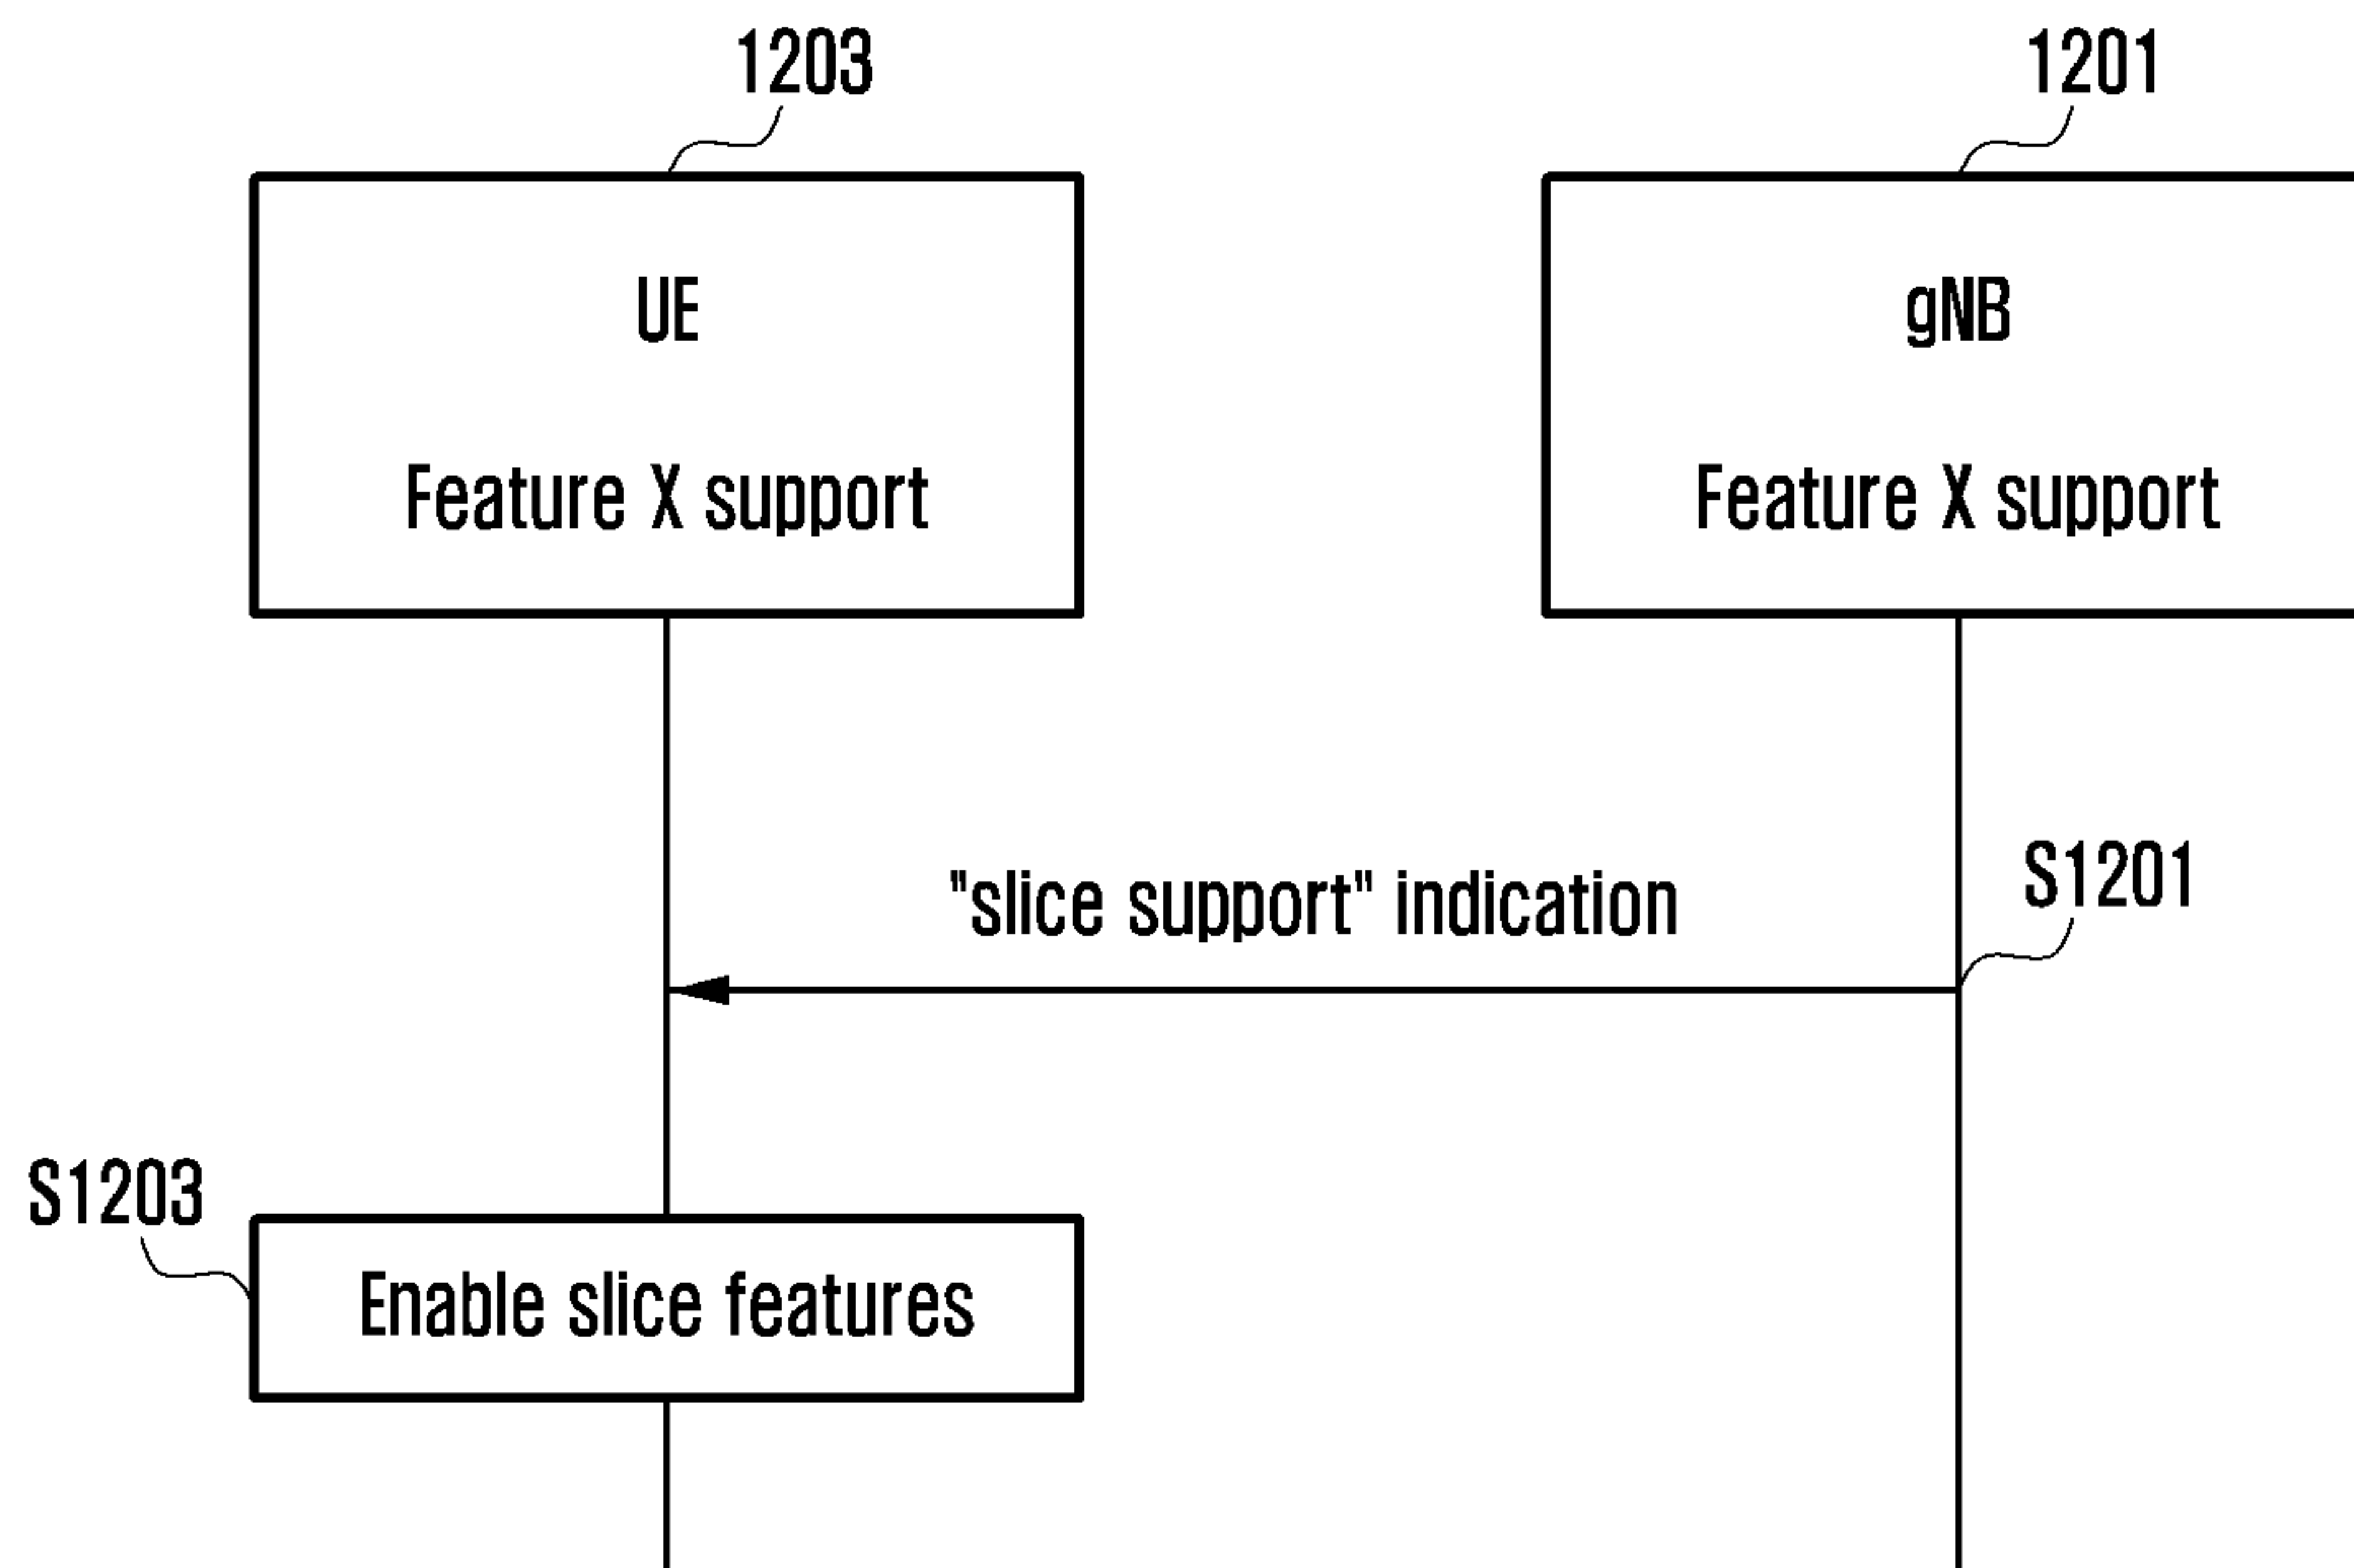 1203
1201
UE
gNB
Feature X support
Feature X support
S1201
"slice support" indication
S1203
Enable slice features